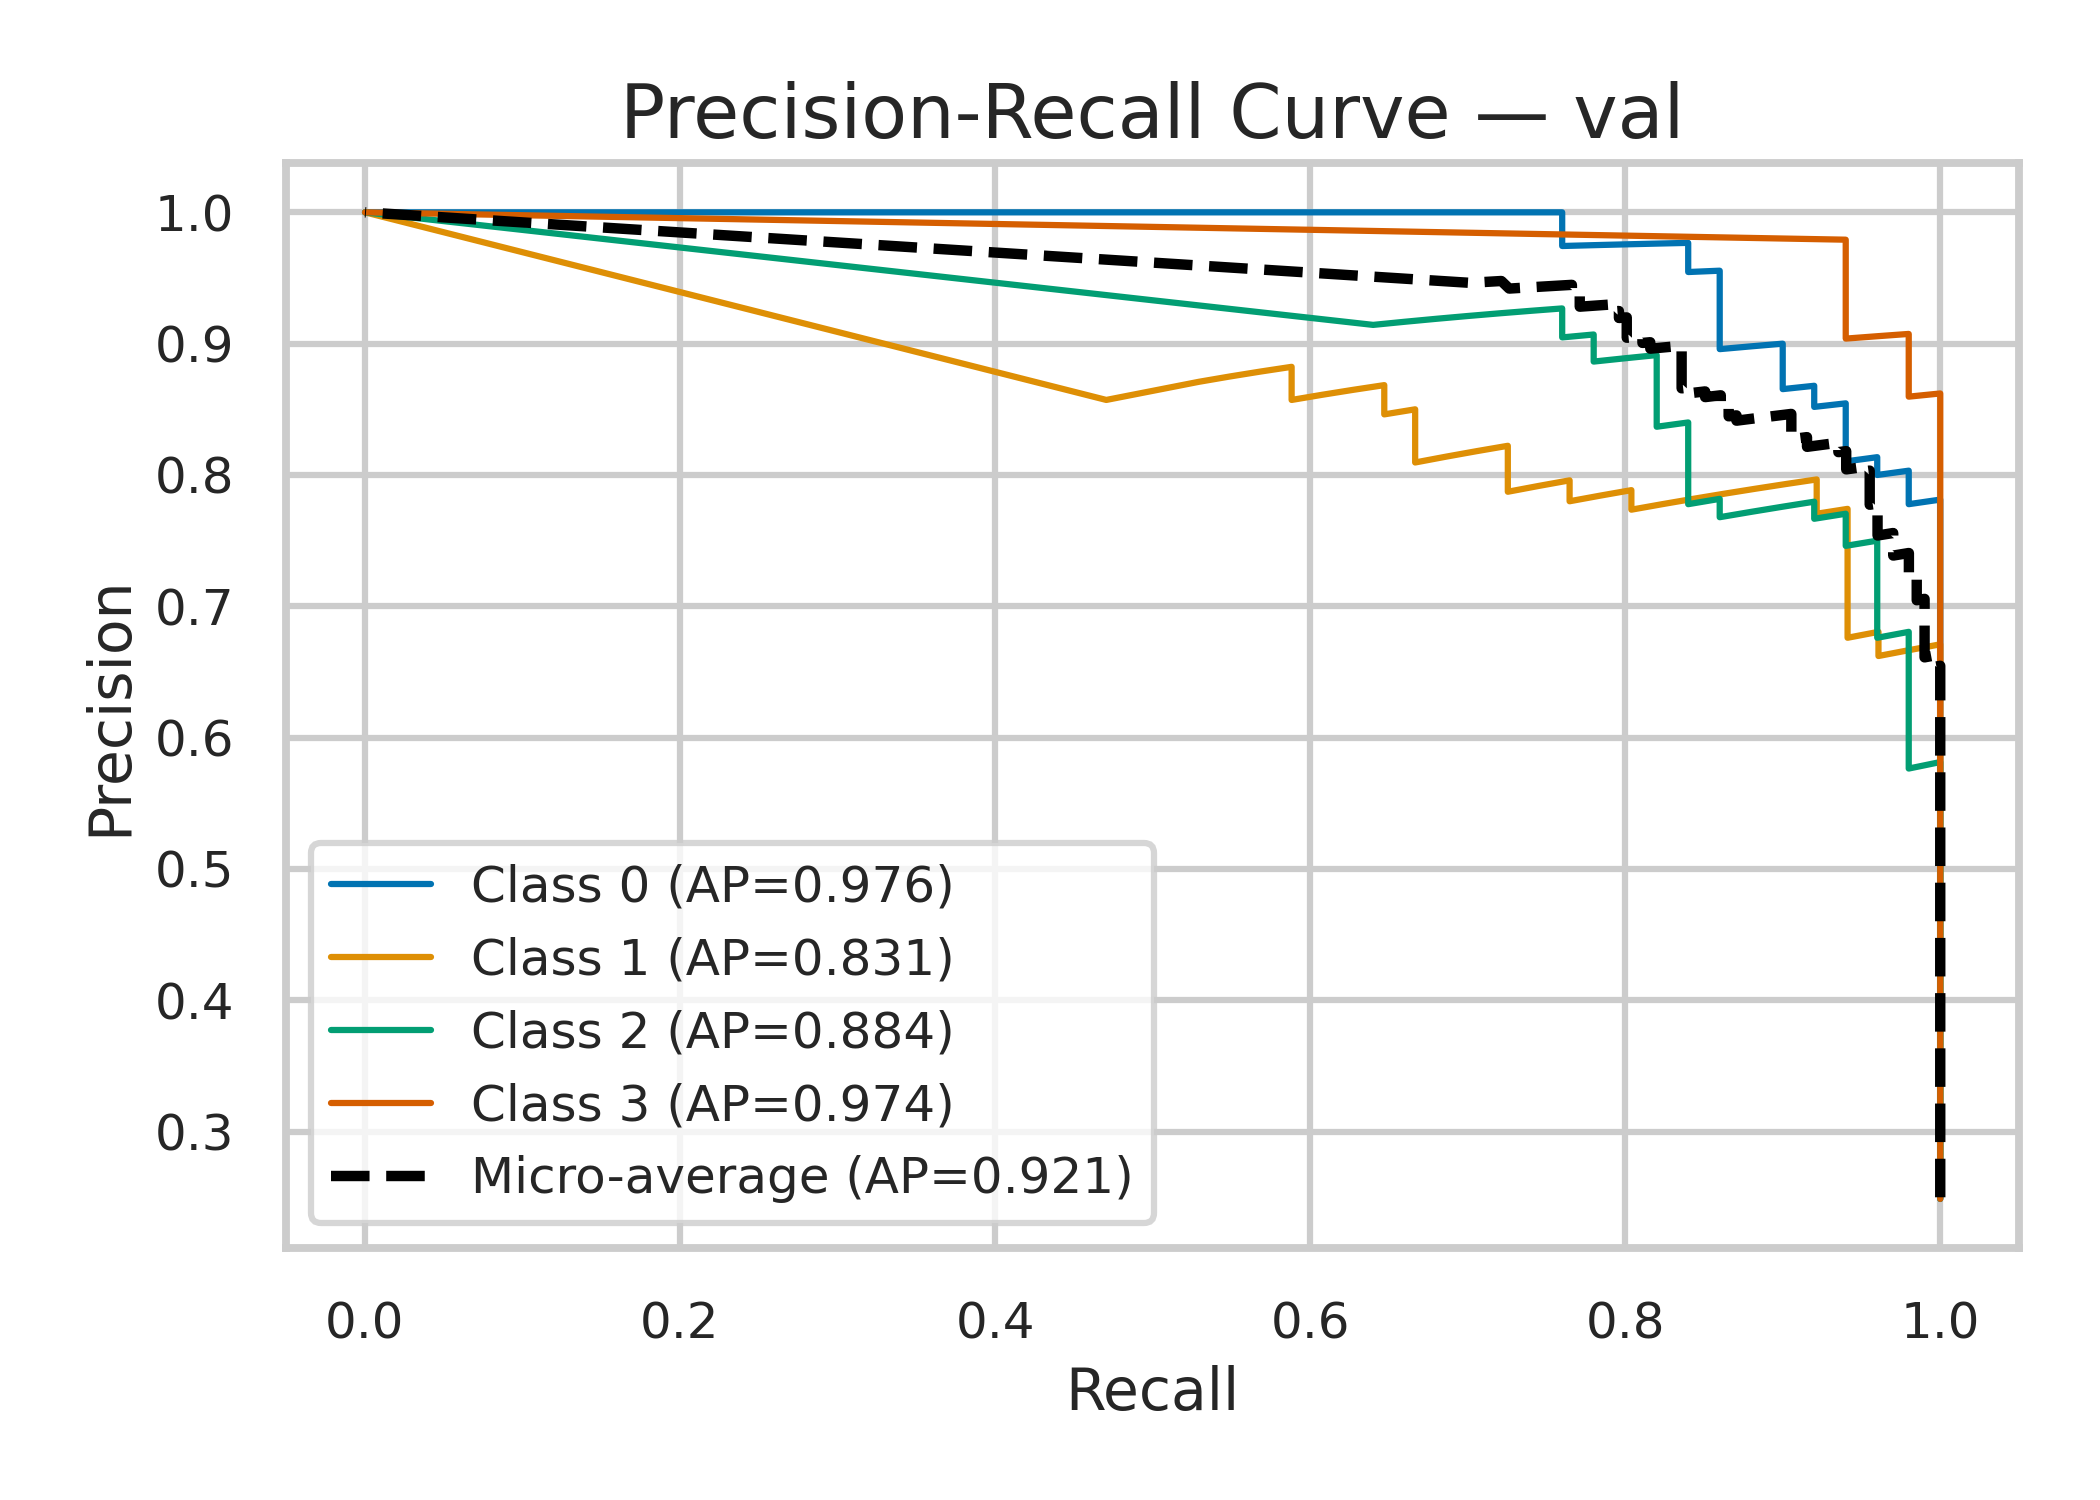 Precision-Recall Curve — val
Precision
1.0
0.9
0.8
0.7
0.6
0.5
0.4
0.3
Class 0 (AP=0.976)
Class 1 (AP=0.831)
Class 2 (AP=0.884)
Class 3 (AP=0.974)
Micro-average (AP=0.921)
0.0 0.2 0.4 0.6 0.8 1.0
Recall